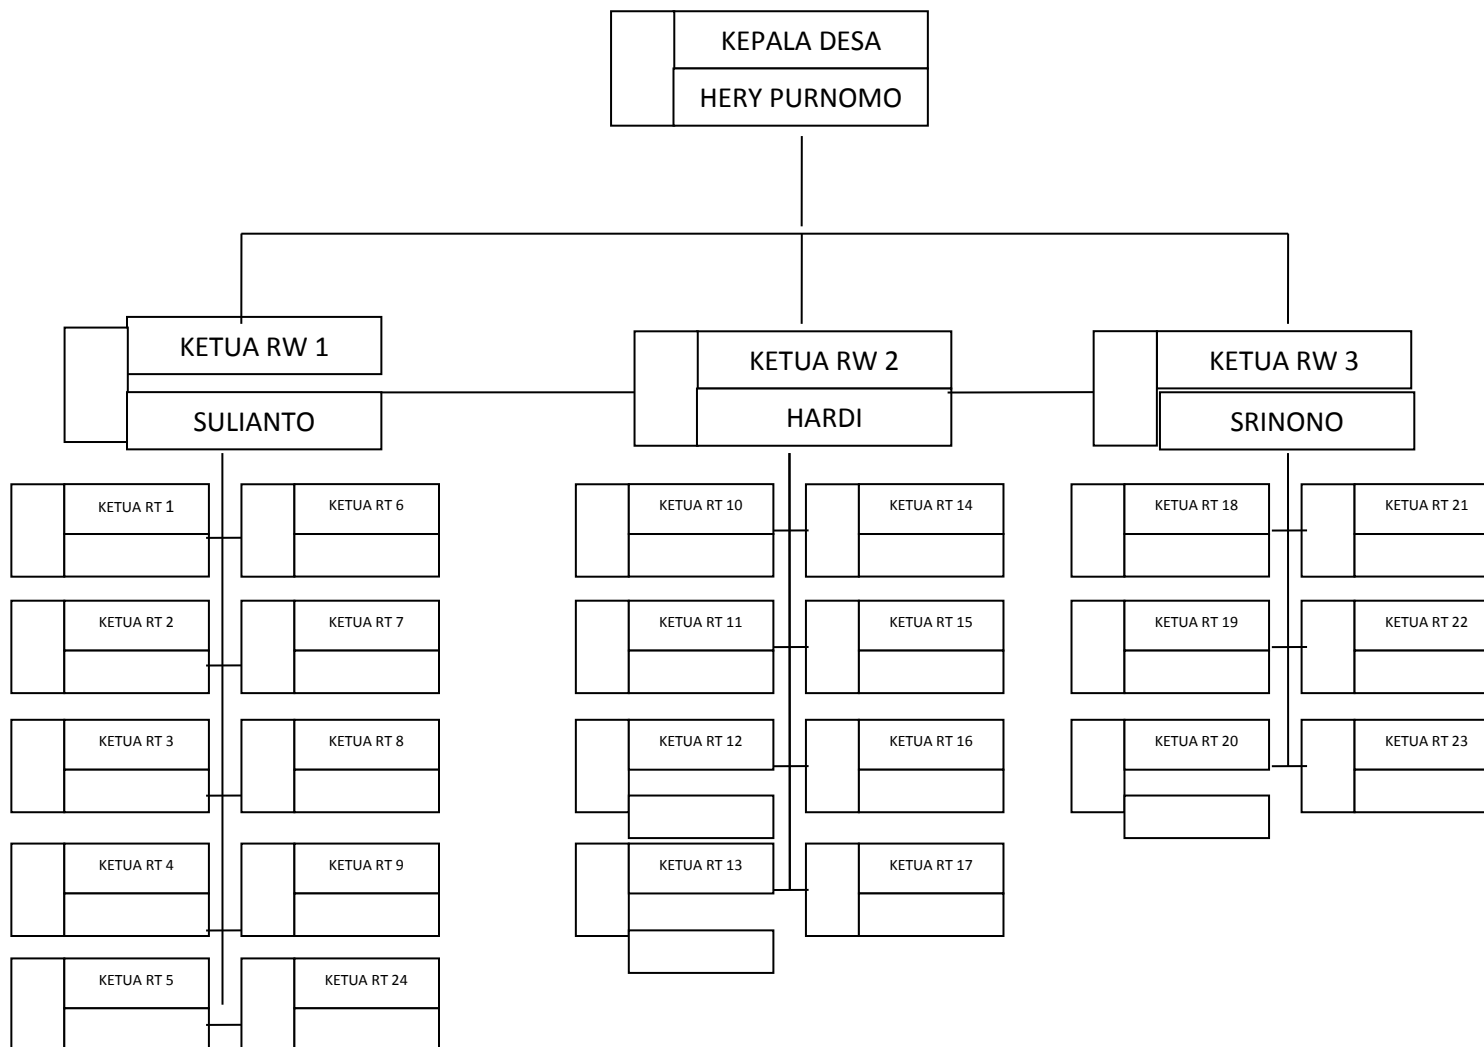 KEPALA DESA
HERY PURNOMO
KETUA RW 1
SULIANTO
KETUA RW 2
HARDI
KETUA RW 3
SRINONO
KETUA RT 1
KETUA RT 6
KETUA RT 10
KETUA RT 14
KETUA RT 18
KETUA RT 21
KETUA RT 2
KETUA RT 7
KETUA RT 11
KETUA RT 15
KETUA RT 19
KETUA RT 22
KETUA RT 3
KETUA RT 8
KETUA RT 12
KETUA RT 16
KETUA RT 20
KETUA RT 23
KETUA RT 4
KETUA RT 9
KETUA RT 13
KETUA RT 17
KETUA RT 5
KETUA RT 24